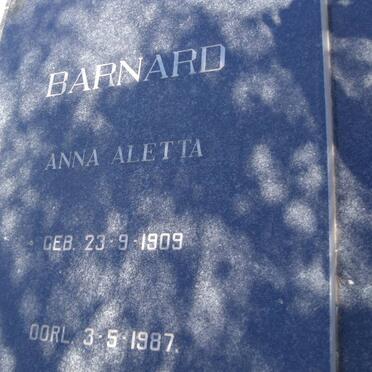 BARNARD
ANNA ALETTA
GEB. 23-9-1909
OORL. 3-5-1987.